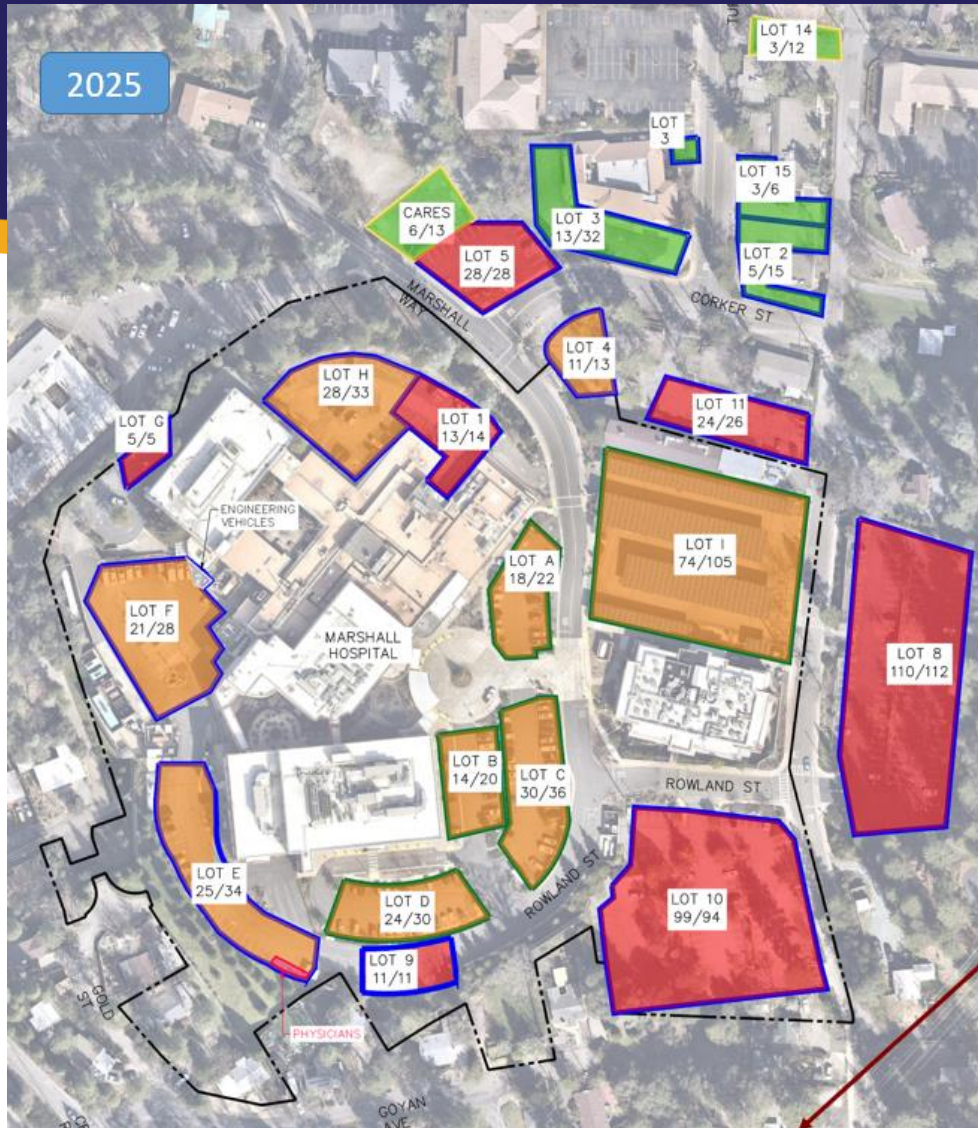 2025
TUR
LOT 14
3/12
LOT
3
LOT 15
3/6
CARES
6/13
LOT 3
13/32
LOT 5
28/28
LOT 2
5/15
MARSHALL
WAY
CORKER ST
LOT 4
11/13
LOT H
28/33
LOT 11
24/26
LOT G
5/5
LOT 1
13/14
ENGINEERING
VEHICLES
LOT I
74/105
LOT A
18/22
LOT F
21/28
MARSHALL
HOSPITAL
LOT 8
110/112
LOT B
14/20
LOT C
30/36
ROWLAND ST
LOT E
25/34
ROWLAND ST
LOT D
24/30
LOT 10
99/94
LOT 9
11/11
GOLD
ST
PHYSICIANS
GOYAN
AVE